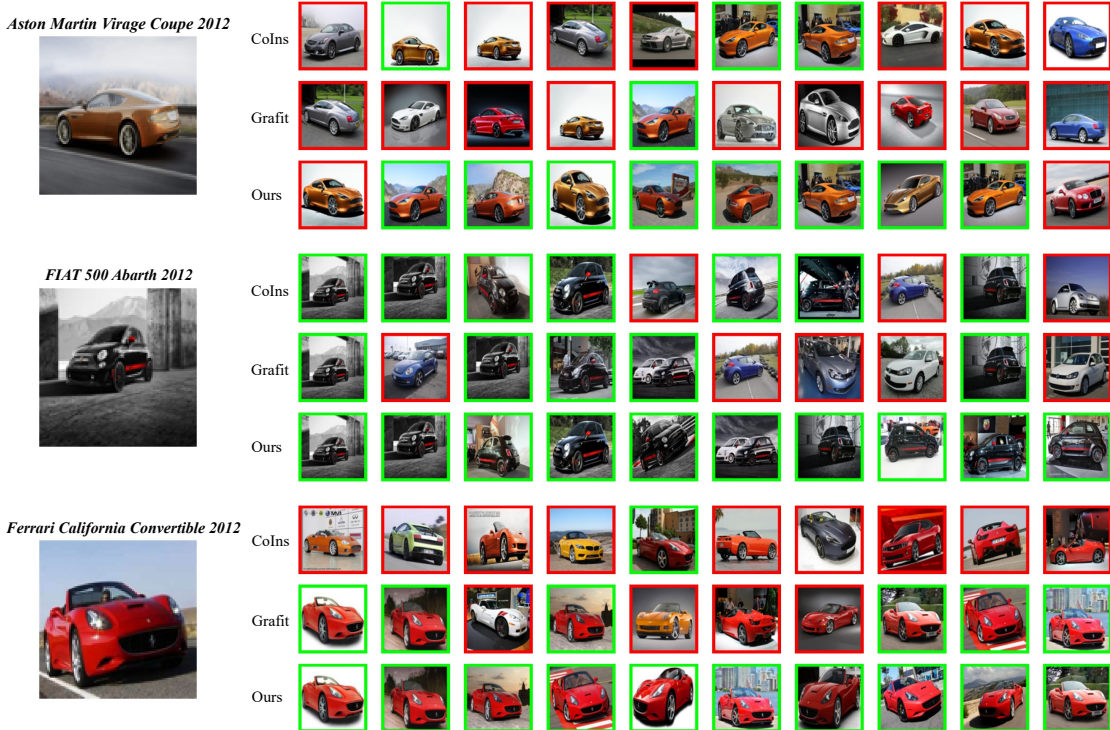 Aston Martin Virage Coupe 2012
CoIns
Grafit
Ours
FIAT 500 Abarth 2012
CoIns
Grafit
Ours
Ferrari California Convertible 2012
CoIns
Grafit
Ours